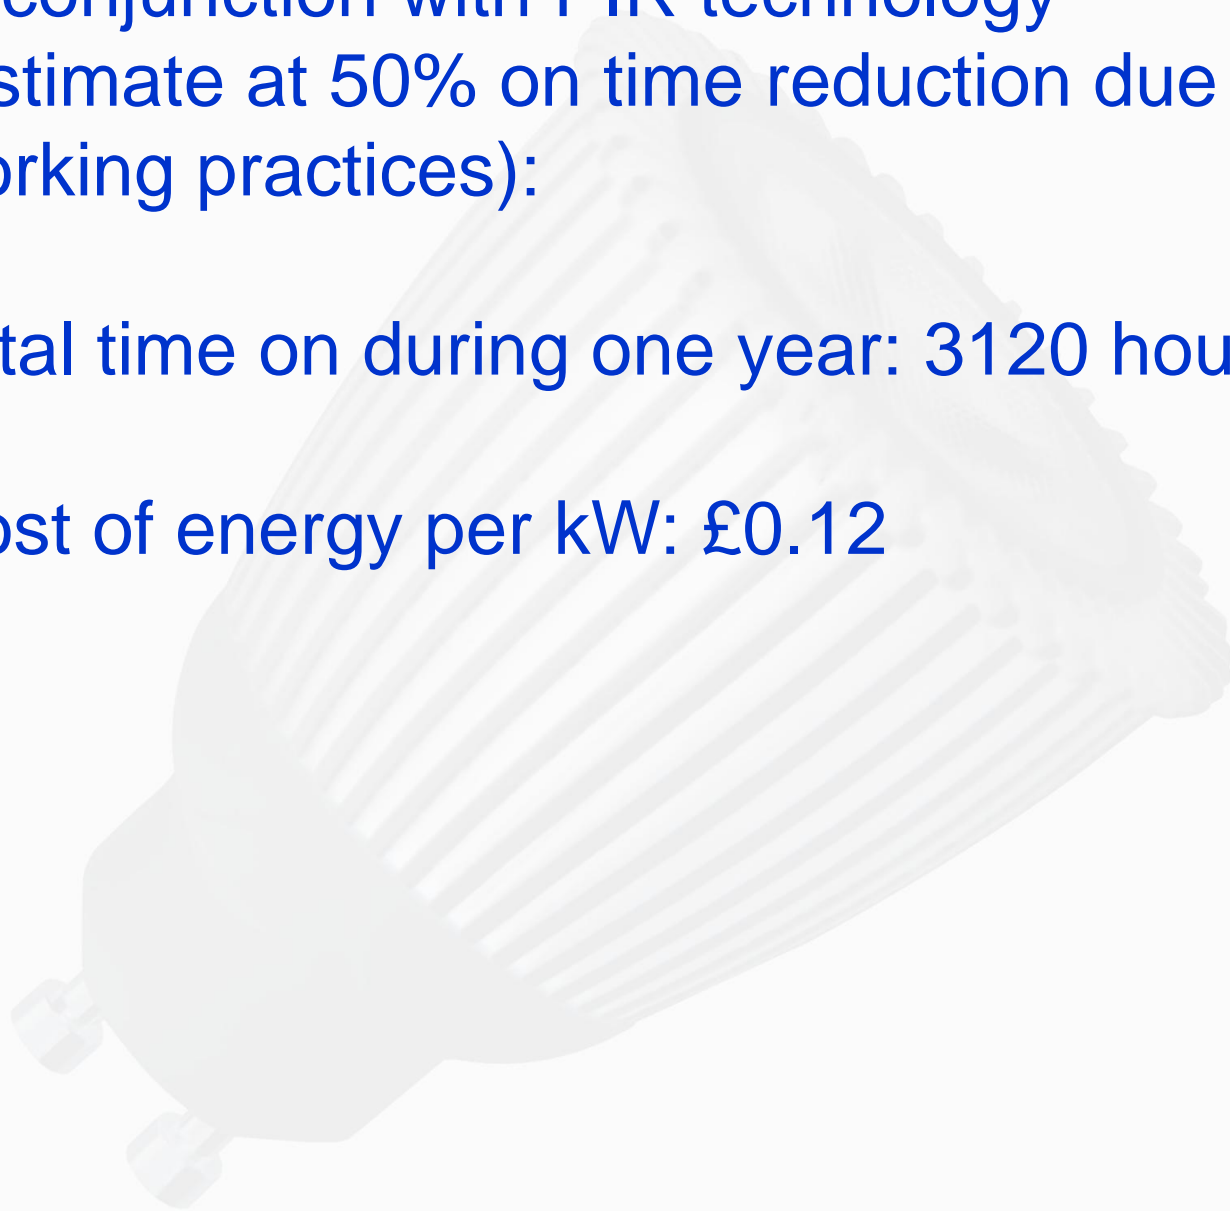 conjunction with PIR technology
stimate at 50% on time reduction due
orking practices):
tal time on during one year: 3120 hou
ost of energy per kW: £0.12